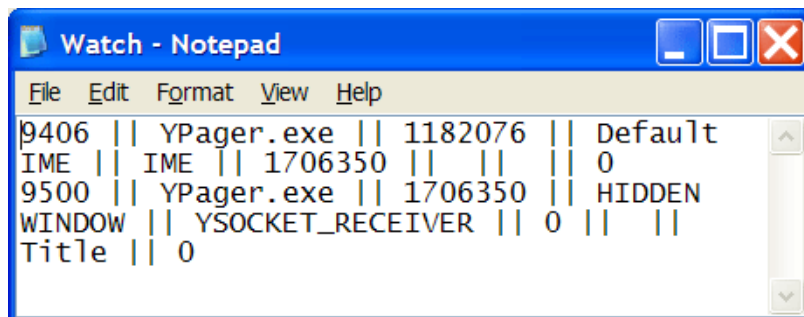 Watch - Notepad
File Edit Format View Help
9406 || YPager.exe || 1182076 || Default
IME || IME || 1706350 || || || 0
9500 || YPager.exe || 1706350 || HIDDEN
WINDOW || YSOCKET_RECEIVER || 0 || ||
Title || 0